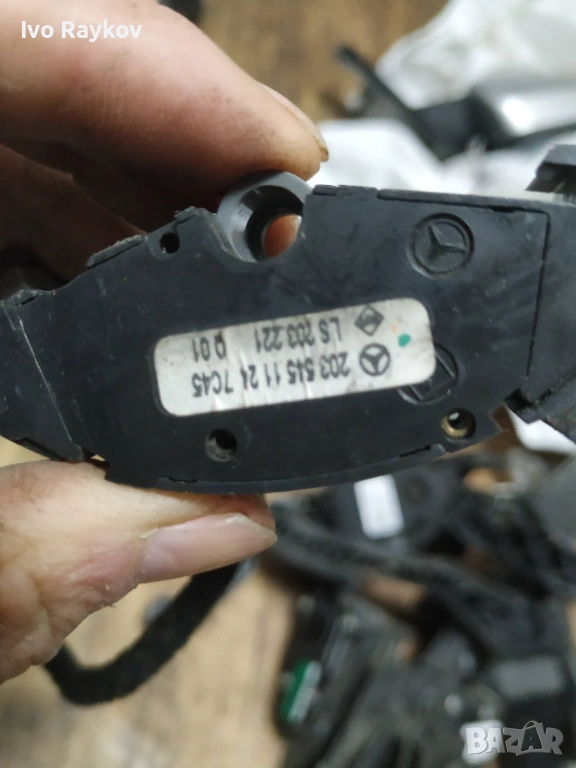 Ivo Raykov
203 545 11 24 7C45
LS 203 221 Q 01
BAZAR